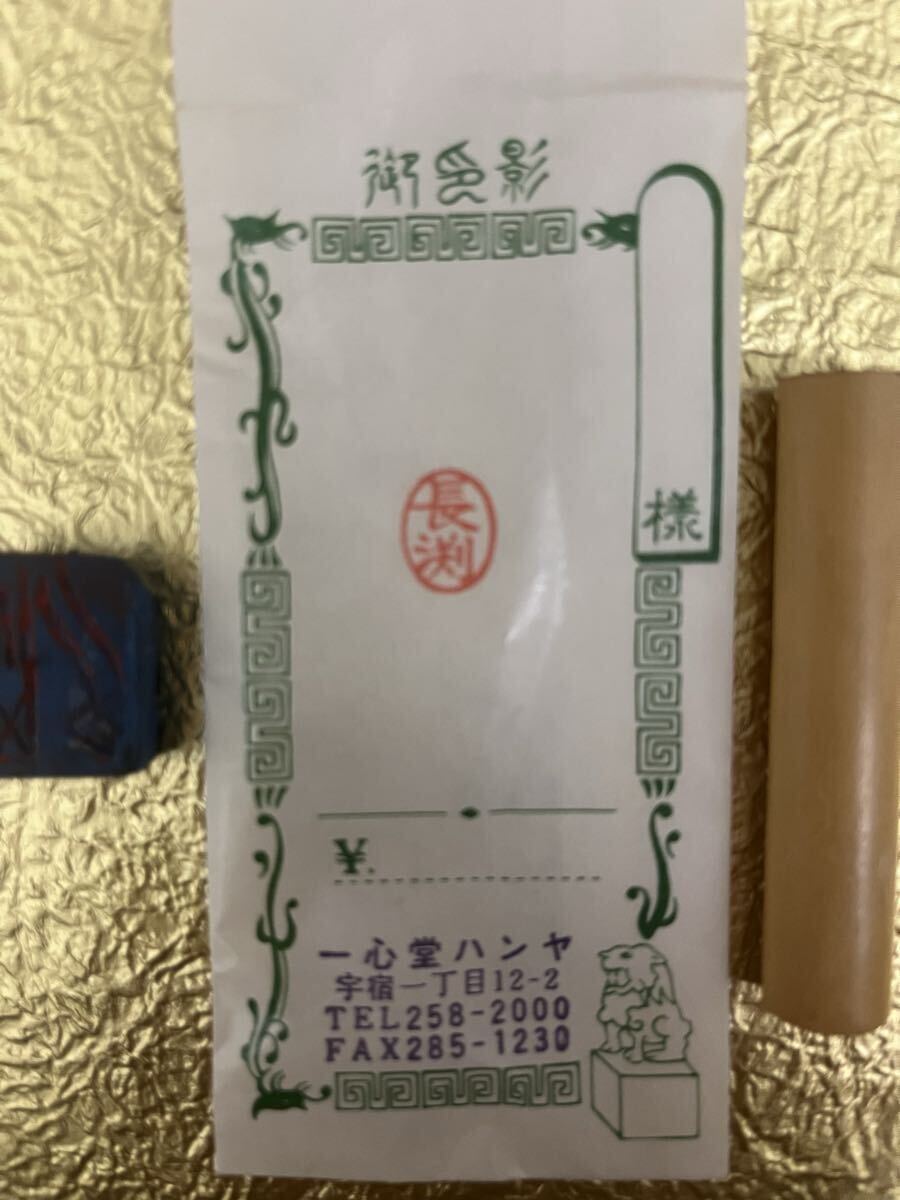 御印影
様
長渕
¥.
一心堂ハンヤ
宇宿一丁目12-2
TEL258-2000
FAX285-1230